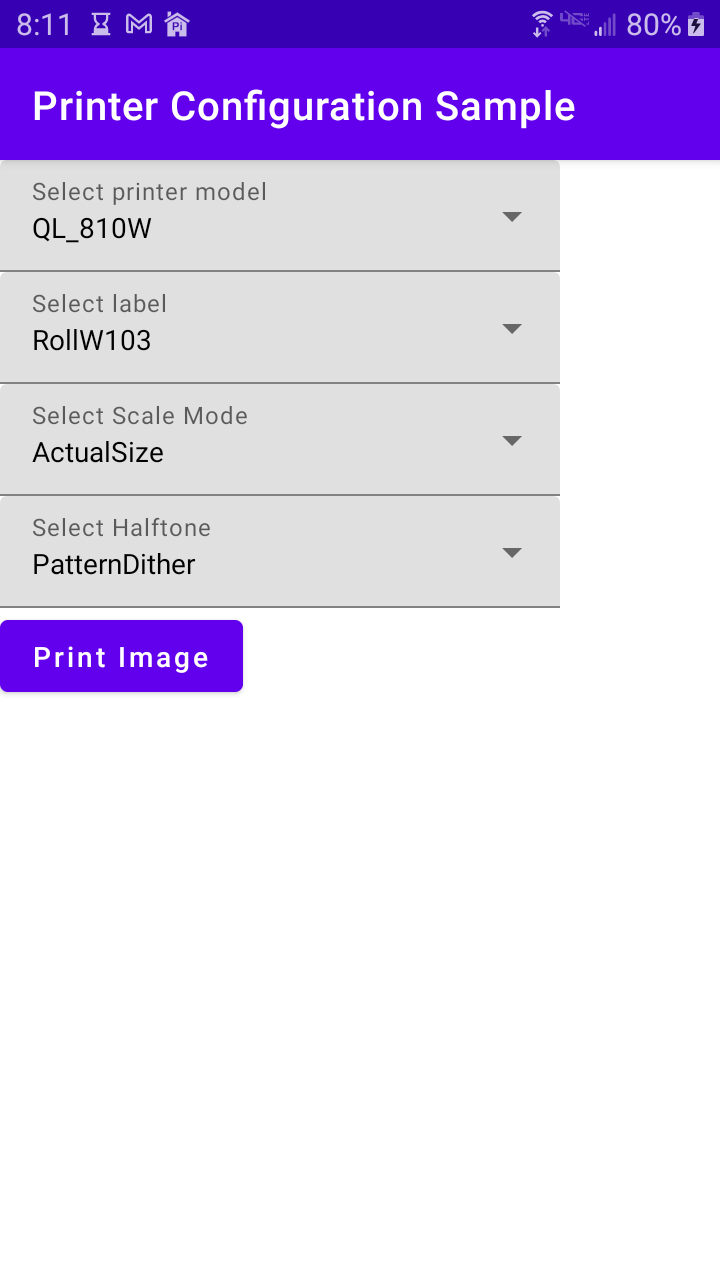 8:11
80%
Printer Configuration Sample
Select printer model
QL_810W
Select label
RollW103
Select Scale Mode
ActualSize
Select Halftone
PatternDither
Print Image